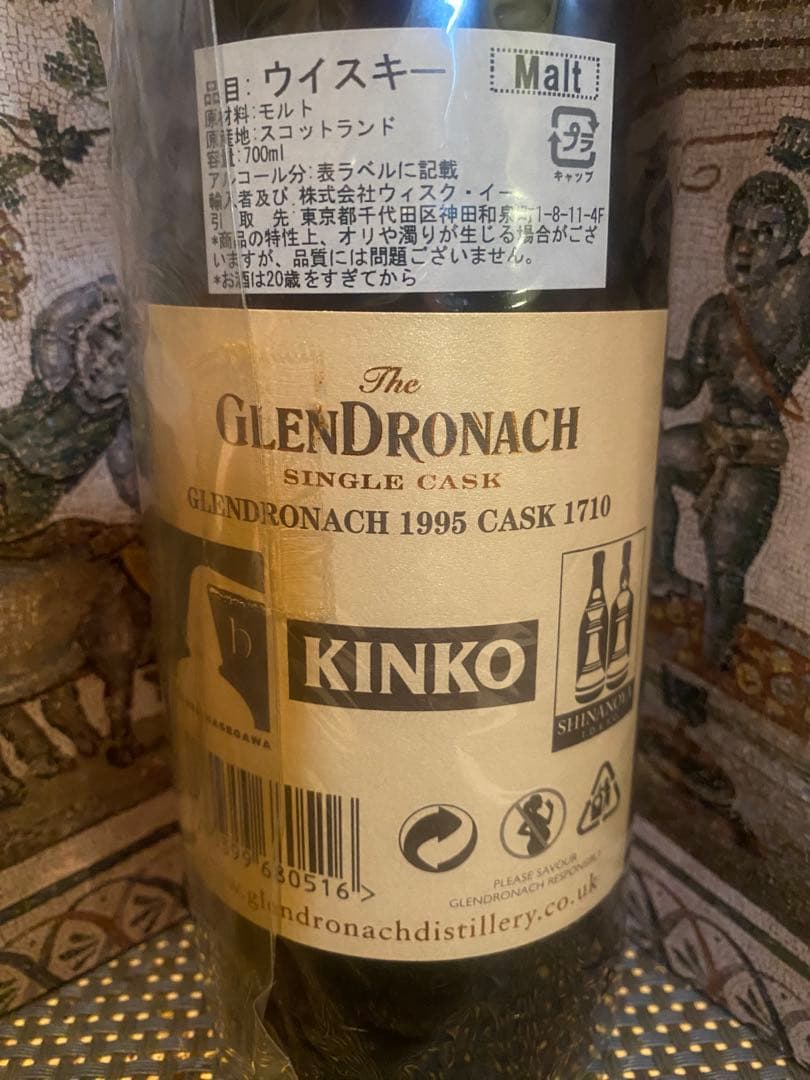 品目: ウイスキー Malt
原材料:モルト
原産地:スコットランド
容量:700ml
プラ
キャップ
アルコール分:表ラベルに記載
輸入者及び 株式会社ウィスク・イー
引 取 先:東京都千代田区神田和泉町1-8-11-4F
*商品の特性上、オリや濁りが生じる場合がござ
いますが、品質には問題ございません。
*お酒は20歳をすぎてから
The
GLENDRONACH
SINGLE CASK
GLENDRONACH 1995 CASK 1710
h
HASEGAWA
KINKO
SHINANOYA
TOKYO
630516 >
PLEASE SAVOUR
GLENDRONACH RESPONSIBLY
.glendronachdistillery.co.uk